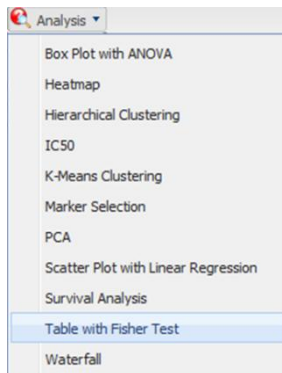 Analysis
Box Plot with ANOVA
Heatmap
Hierarchical Clustering
IC50
K-Means Clustering
Marker Selection
PCA
Scatter Plot with Linear Regression
Survival Analysis
Table with Fisher Test
Waterfall